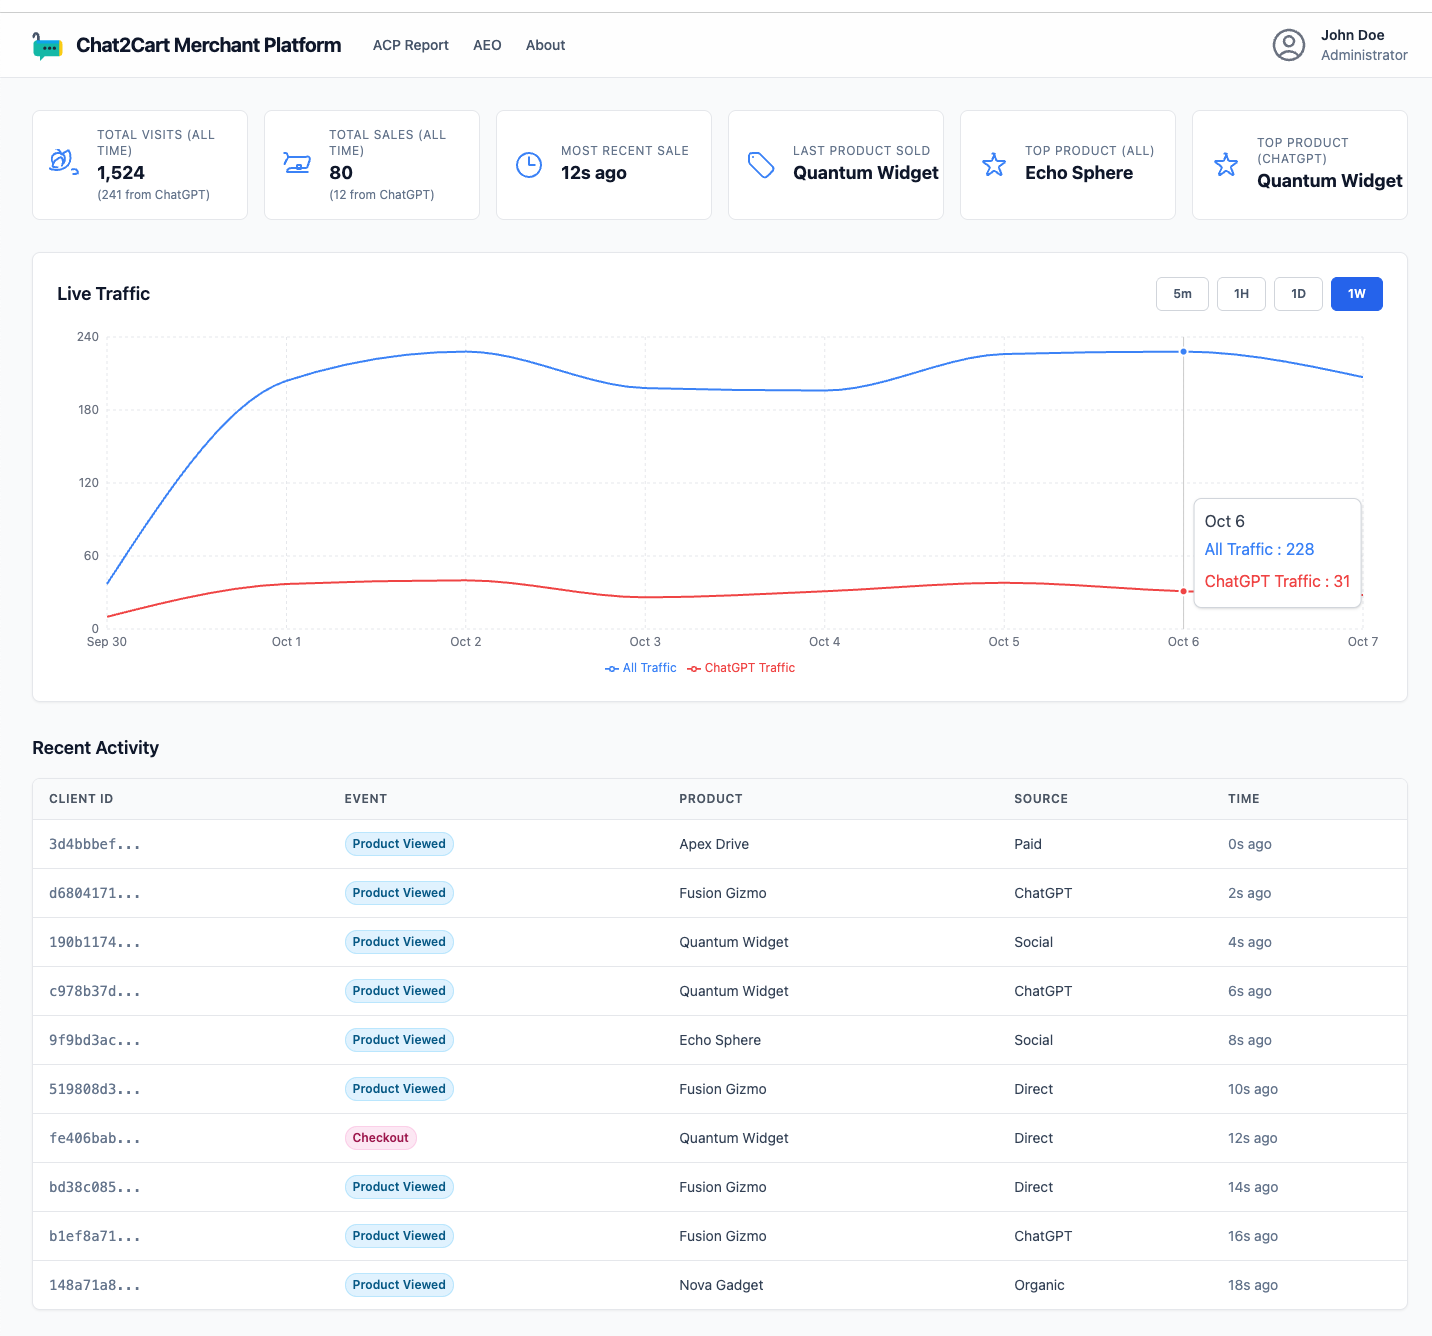 Chat2Cart Merchant Platform
ACP Report
AEO
About
John Doe
Administrator
TOTAL VISITS (ALL
TIME)
1,524
(241 from ChatGPT)
TOTAL SALES (ALL
TIME)
80
(12 from ChatGPT)
MOST RECENT SALE
12s ago
LAST PRODUCT SOLD
Quantum Widget
TOP PRODUCT (ALL)
Echo Sphere
TOP PRODUCT
(CHATGPT)
Quantum Widget
Live Traffic
5m
1H
1D
1W
240
180
120
60
0
Oct 6
All Traffic : 228
ChatGPT Traffic : 31
Sep 30
Oct 1
Oct 2
Oct 3
Oct 4
Oct 5
Oct 6
Oct 7
All Traffic
ChatGPT Traffic
Recent Activity
CLIENT ID EVENT PRODUCT SOURCE TIME
3d4bbbef... Product Viewed Apex Drive Paid 0s ago
d6804171... Product Viewed Fusion Gizmo ChatGPT 2s ago
190b1174... Product Viewed Quantum Widget Social 4s ago
c978b37d... Product Viewed Quantum Widget ChatGPT 6s ago
9f9bd3ac... Product Viewed Echo Sphere Social 8s ago
519808d3... Product Viewed Fusion Gizmo Direct 10s ago
fe406bab... Checkout Quantum Widget Direct 12s ago
bd38c085... Product Viewed Fusion Gizmo Direct 14s ago
b1ef8a71... Product Viewed Fusion Gizmo ChatGPT 16s ago
148a71a8... Product Viewed Nova Gadget Organic 18s ago